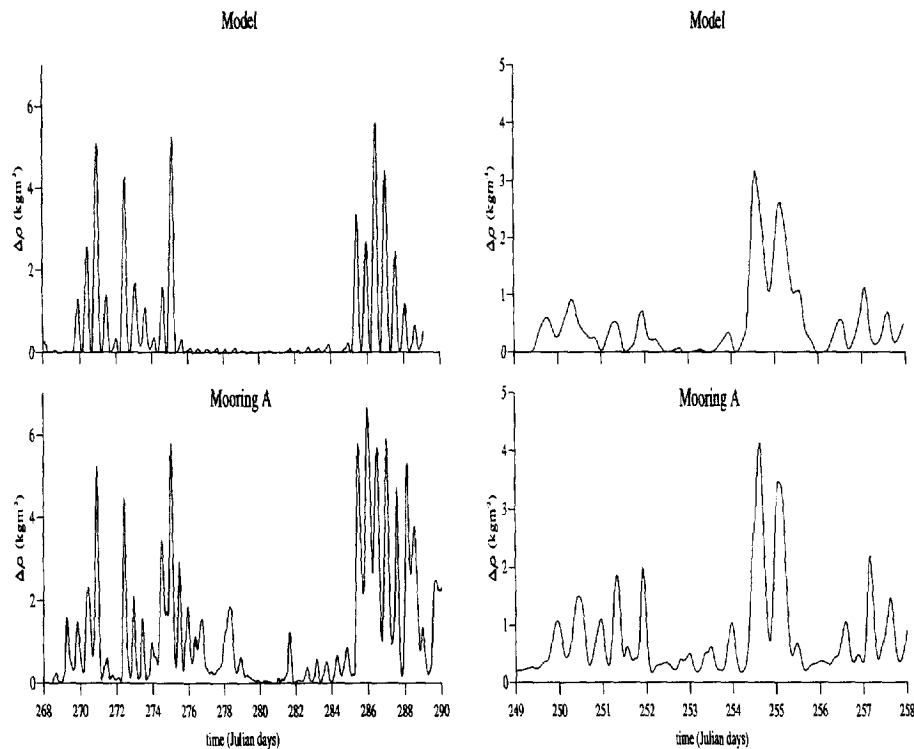 Model
Model
6
4
2
0
Δρ (kgm⁻³)
5
4
3
2
1
0
Δρ (kgm⁻³)
Mooring A
Mooring A
6
4
2
0
Δρ (kgm⁻³)
268 270 272 274 276 278 280 282 284 286 288 290
time (Julian days)
5
4
3
2
1
0
Δρ (kgm⁻³)
249 250 251 252 253 254 255 256 257 258
time (Julian days)